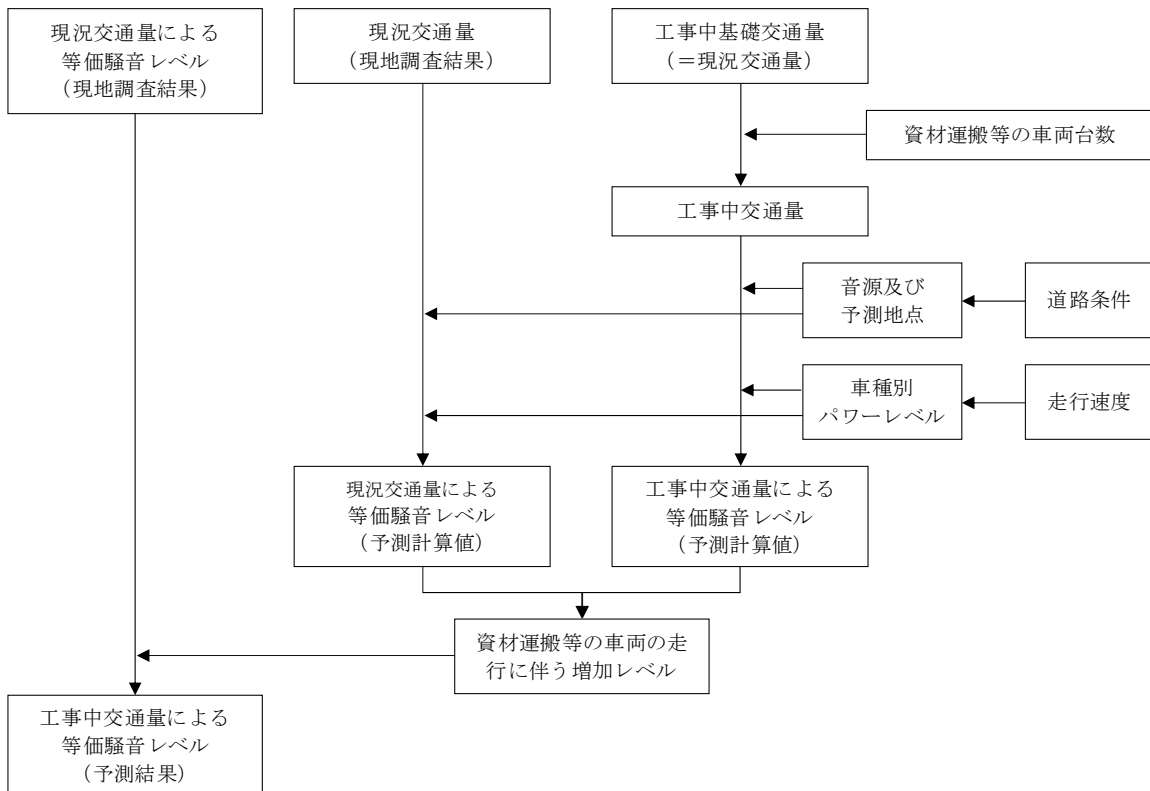 現況交通量による
等価騒音レベル
（現地調査結果）
現況交通量
（現地調査結果）
工事中基礎交通量
（＝現況交通量）
資材運搬等の車両台数
工事中交通量
音源及び
予測地点
道路条件
車種別
パワーレベル
走行速度
現況交通量による
等価騒音レベル
（予測計算値）
工事中交通量による
等価騒音レベル
（予測計算値）
資材運搬等の車両の走
行に伴う増加レベル
工事中交通量による
等価騒音レベル
（予測結果）